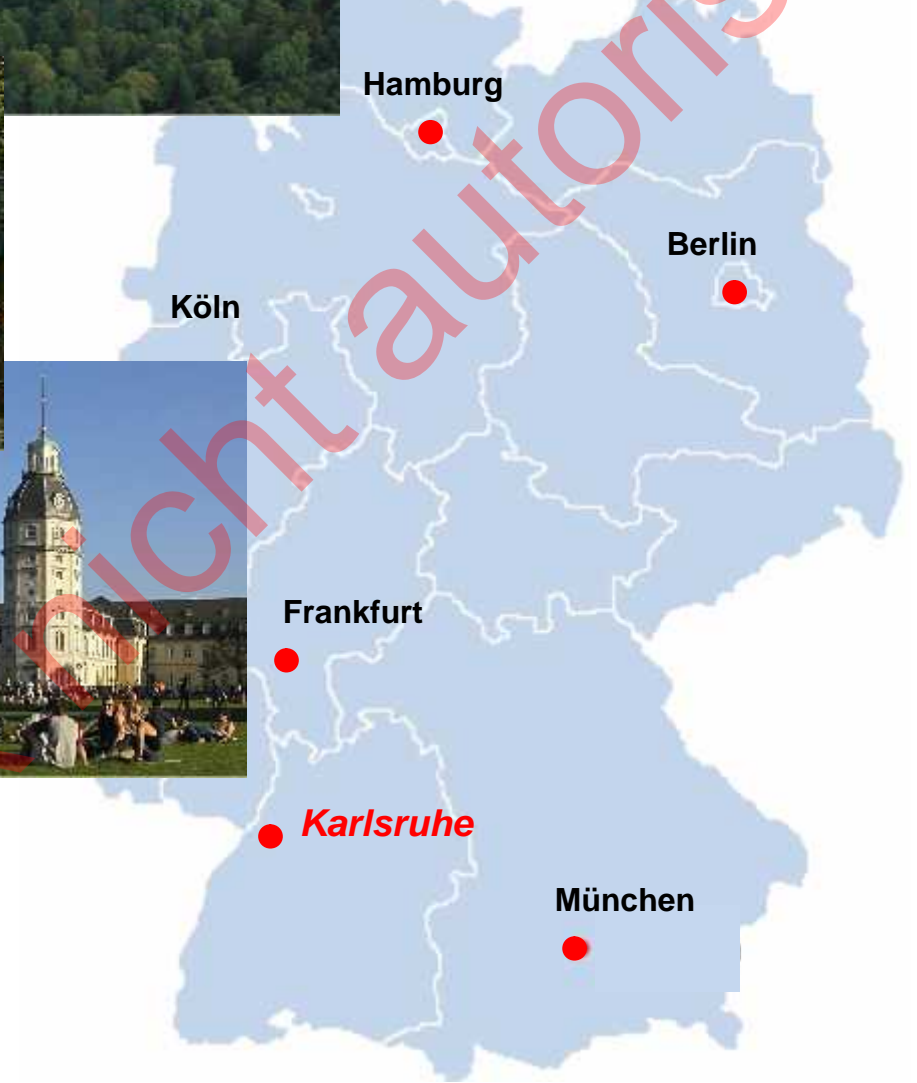 Hamburg
Berlin
Köln
nicht autoris
Frankfurt
Karlsruhe
München